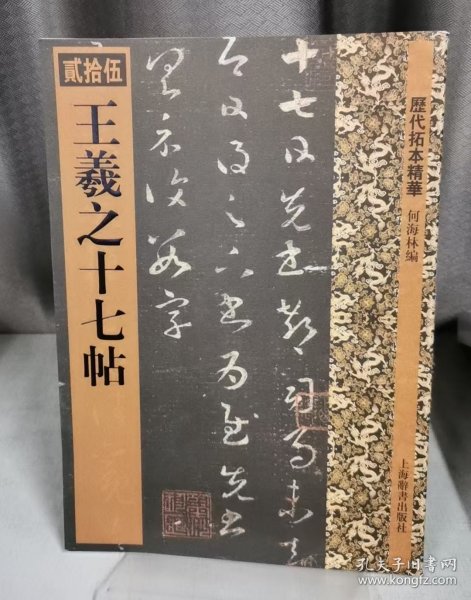 歷代拓本精華
何海林編
上海辭書出版社
十七日先書郗司馬未去
即日得足下書為慰先書
以具示復數字
貳拾伍
王羲之十七帖
孔夫子旧书网
www.kongfz.com